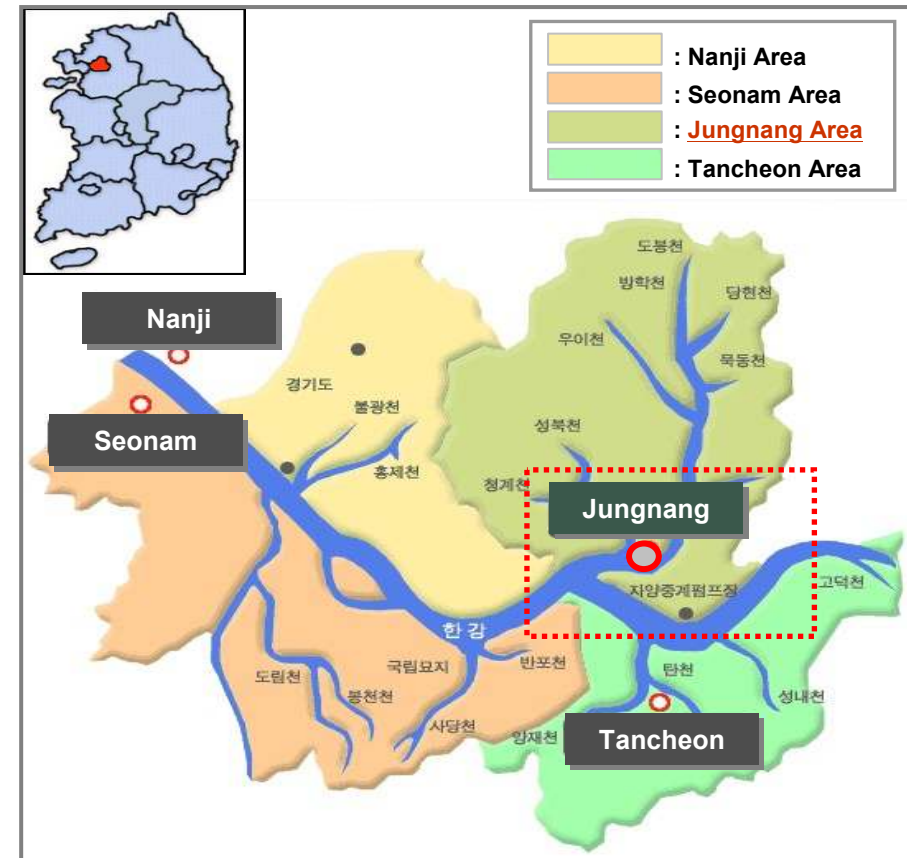 : Nanji Area
: Seonam Area
: Jungnang Area
: Tancheon Area
도봉천
방학천
당현천
우이천
묵동천
Nanji
경기도
불광천
Seonam
성북천
홍제천
청계천
Jungnang
고덕천
자양중계펌프장
한강
국립묘지
반포천
탄천
도림천
봉천천
성내천
사당천
양재천
Tancheon